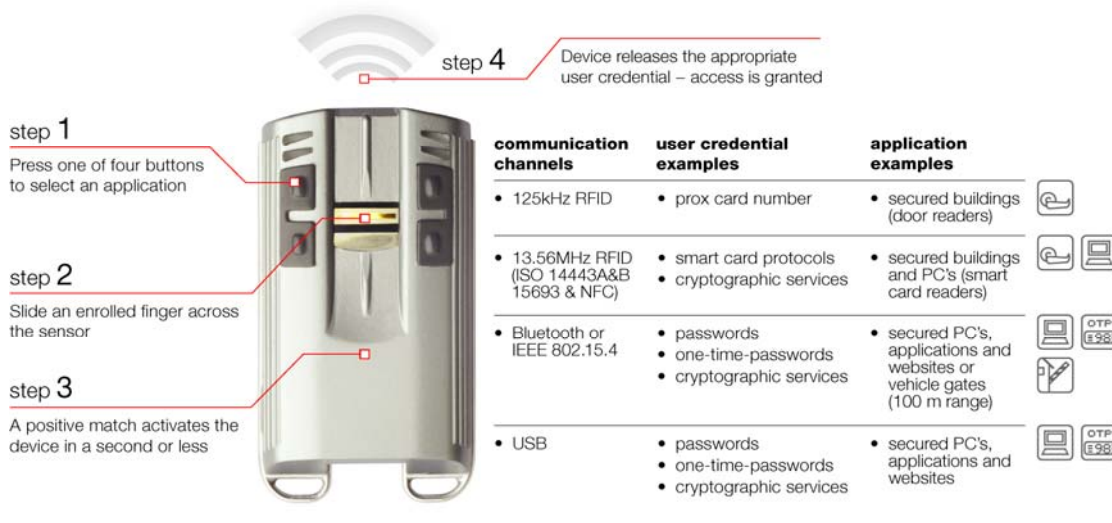 step 4
Device releases the appropriate
user credential – access is granted
step 1
Press one of four buttons
to select an application
step 2
Slide an enrolled finger across
the sensor
step 3
A positive match activates the
device in a second or less
communication
channels
user credential
examples
application
examples
• 125kHz RFID
• prox card number
• secured buildings
(door readers)
• 13.56MHz RFID
(ISO 14443A&B
15693 & NFC)
• smart card protocols
• cryptographic services
• secured buildings
and PC's (smart
card readers)
• Bluetooth or
IEEE 802.15.4
• passwords
• one-time-passwords
• cryptographic services
• secured PC's,
applications and
websites or
vehicle gates
(100 m range)
OTP
• USB
• passwords
• one-time-passwords
• cryptographic services
• secured PC's,
applications and
websites
OTP